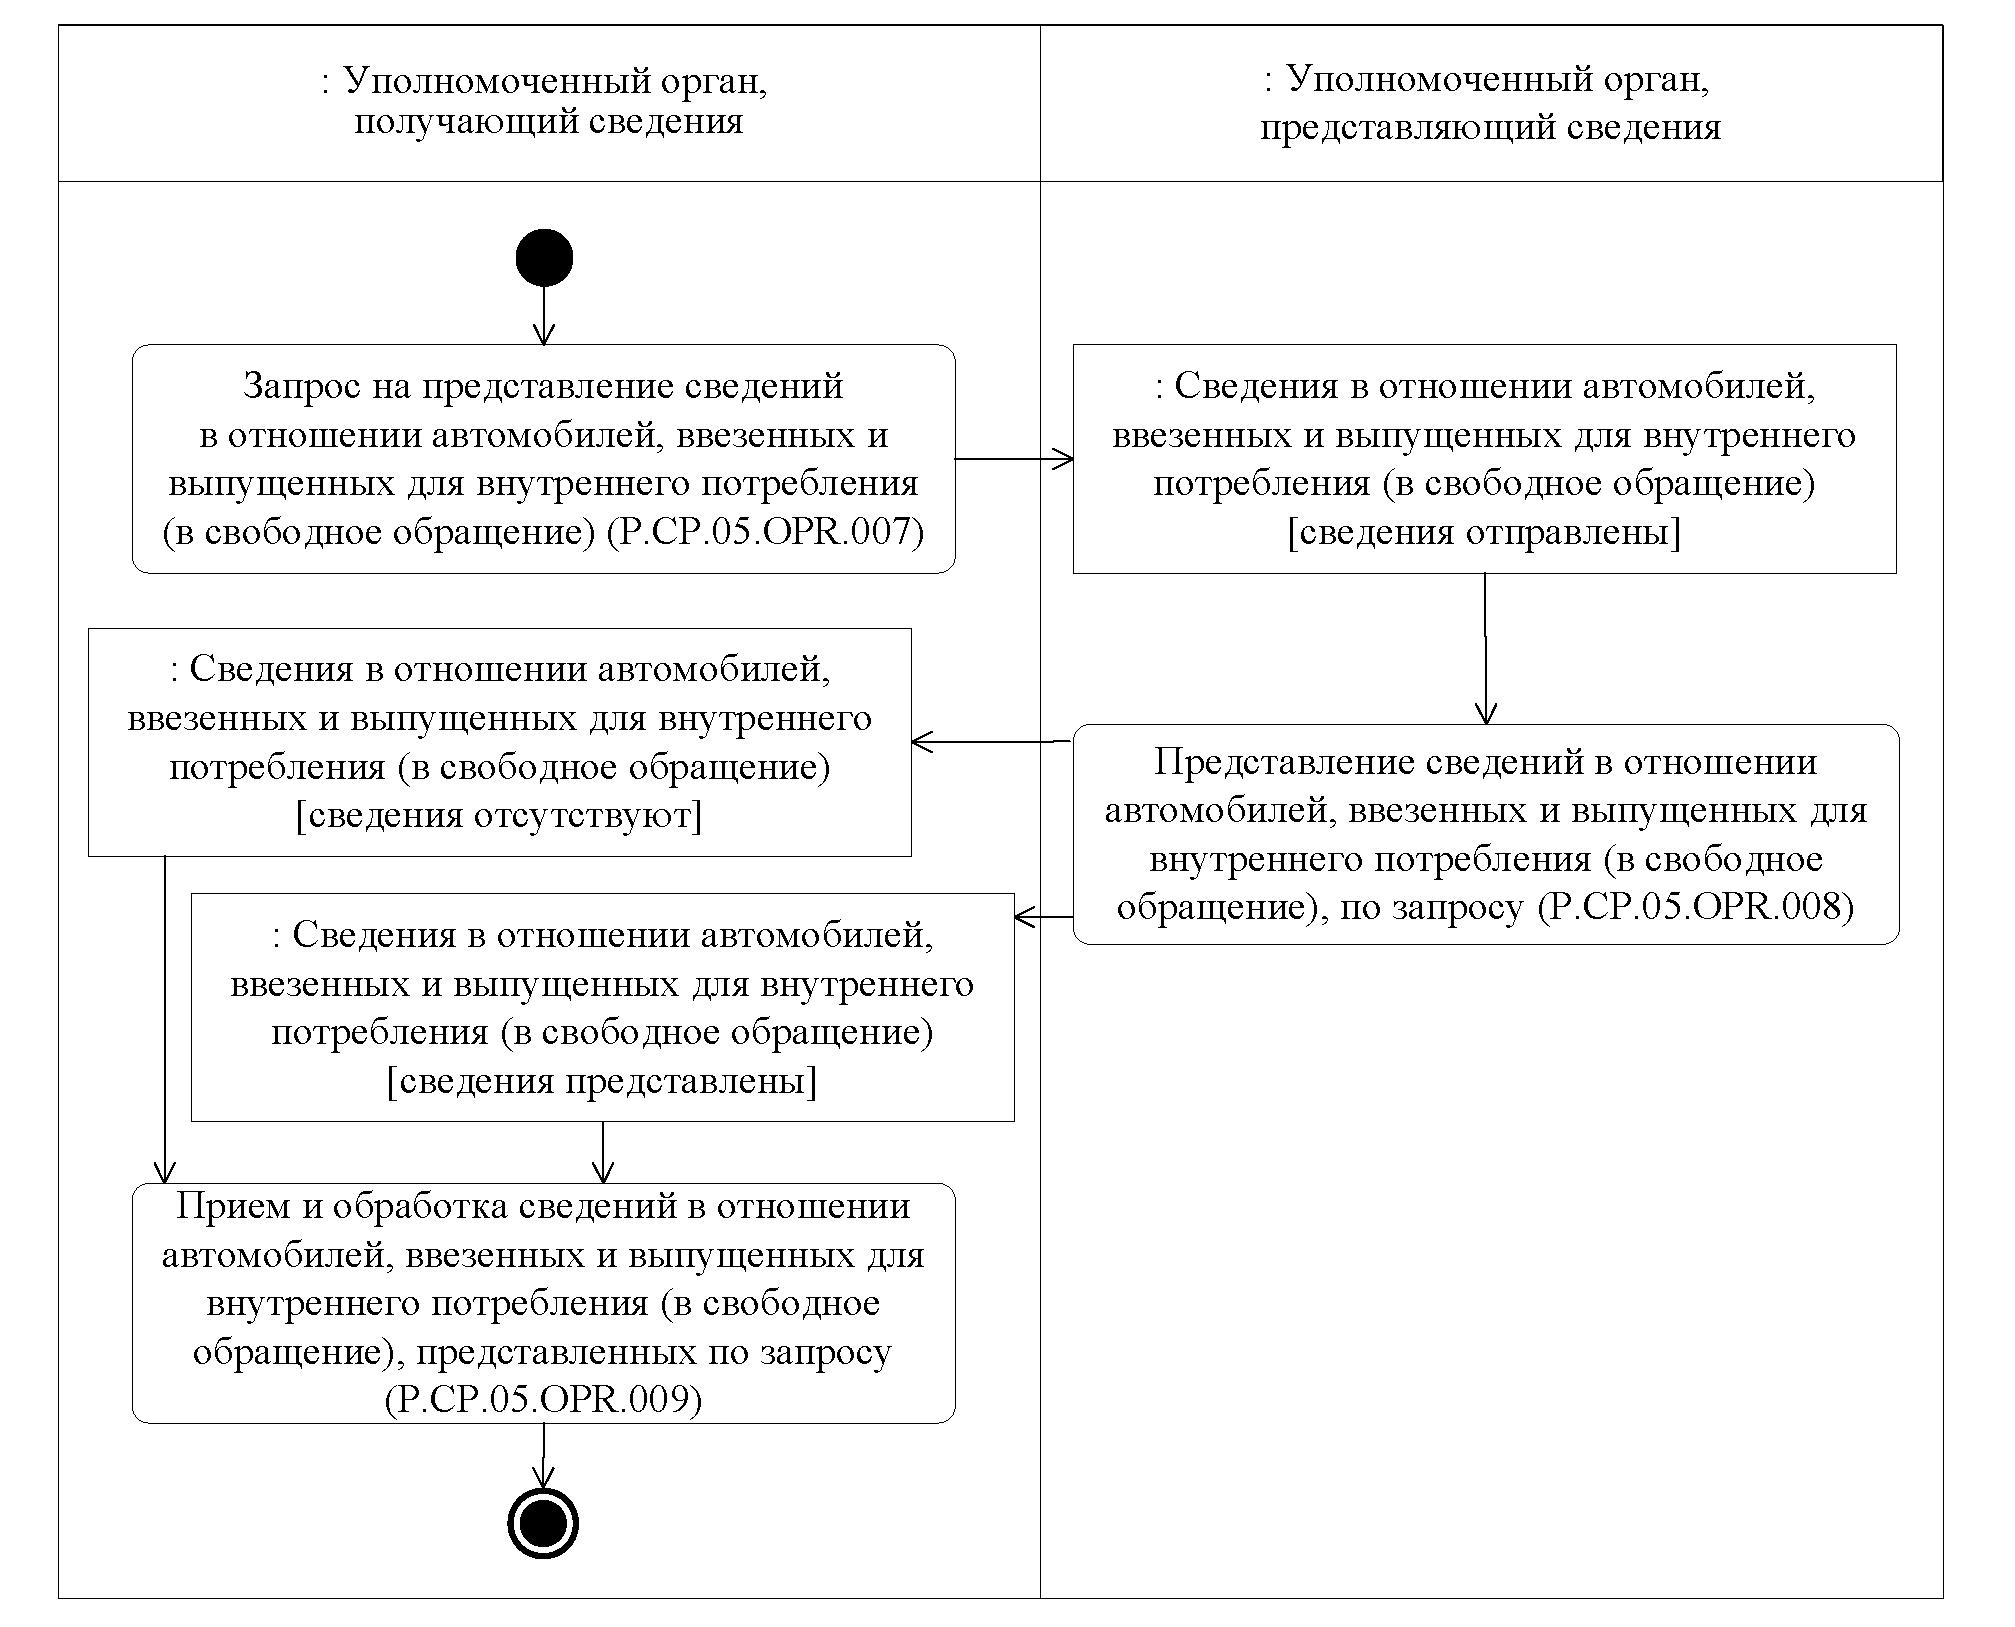 : Уполномоченный орган,
получающий сведения
: Уполномоченный орган,
представляющий сведения
Запрос на представление сведений
в отношении автомобилей, ввезенных и
выпущенных для внутреннего потребления
(в свободное обращение) (P.CP.05.OPR.007)
: Сведения в отношении автомобилей,
ввезенных и выпущенных для внутреннего
потребления (в свободное обращение)
[сведения отправлены]
: Сведения в отношении автомобилей,
ввезенных и выпущенных для внутреннего
потребления (в свободное обращение)
[сведения отсутствуют]
Представление сведений в отношении
автомобилей, ввезенных и выпущенных для
внутреннего потребления (в свободное
обращение), по запросу (P.CP.05.OPR.008)
: Сведения в отношении автомобилей,
ввезенных и выпущенных для внутреннего
потребления (в свободное обращение)
[сведения представлены]
Прием и обработка сведений в отношении
автомобилей, ввезенных и выпущенных для
внутреннего потребления (в свободное
обращение), представленных по запросу
(P.CP.05.OPR.009)